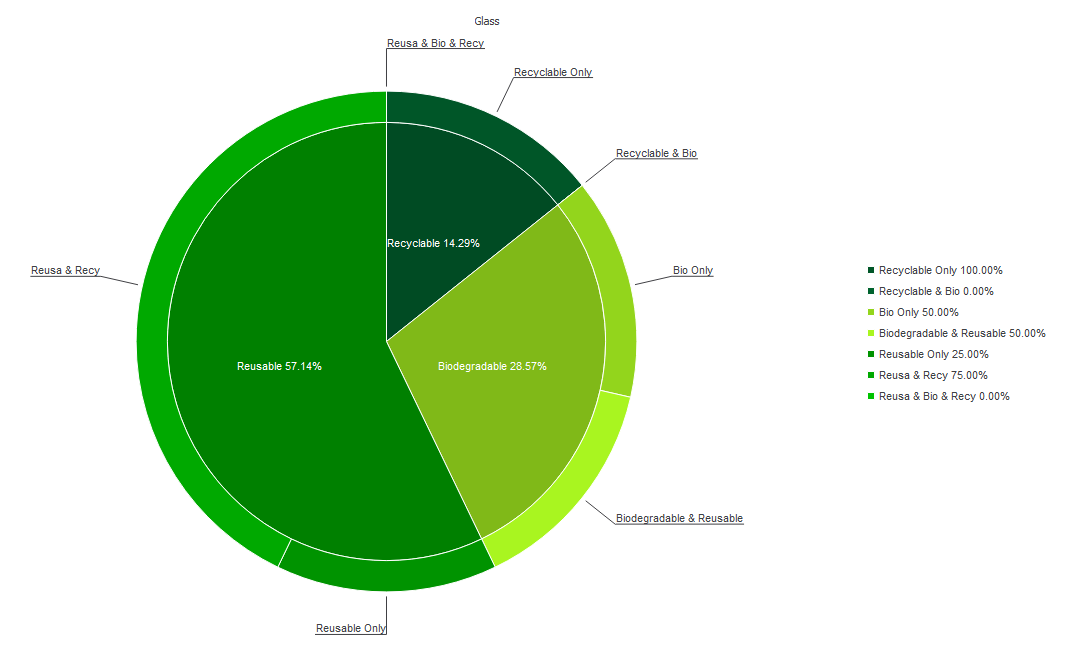 Glass
Reusa & Bio & Recy
Recyclable Only
Recyclable & Bio
Recyclable 14.29%
Reusa & Recy
Bio Only
Reusable 57.14%
Biodegradable 28.57%
Biodegradable & Reusable
Reusable Only
Recyclable Only 100.00%
Recyclable & Bio 0.00%
Bio Only 50.00%
Biodegradable & Reusable 50.00%
Reusable Only 25.00%
Reusa & Recy 75.00%
Reusa & Bio & Recy 0.00%